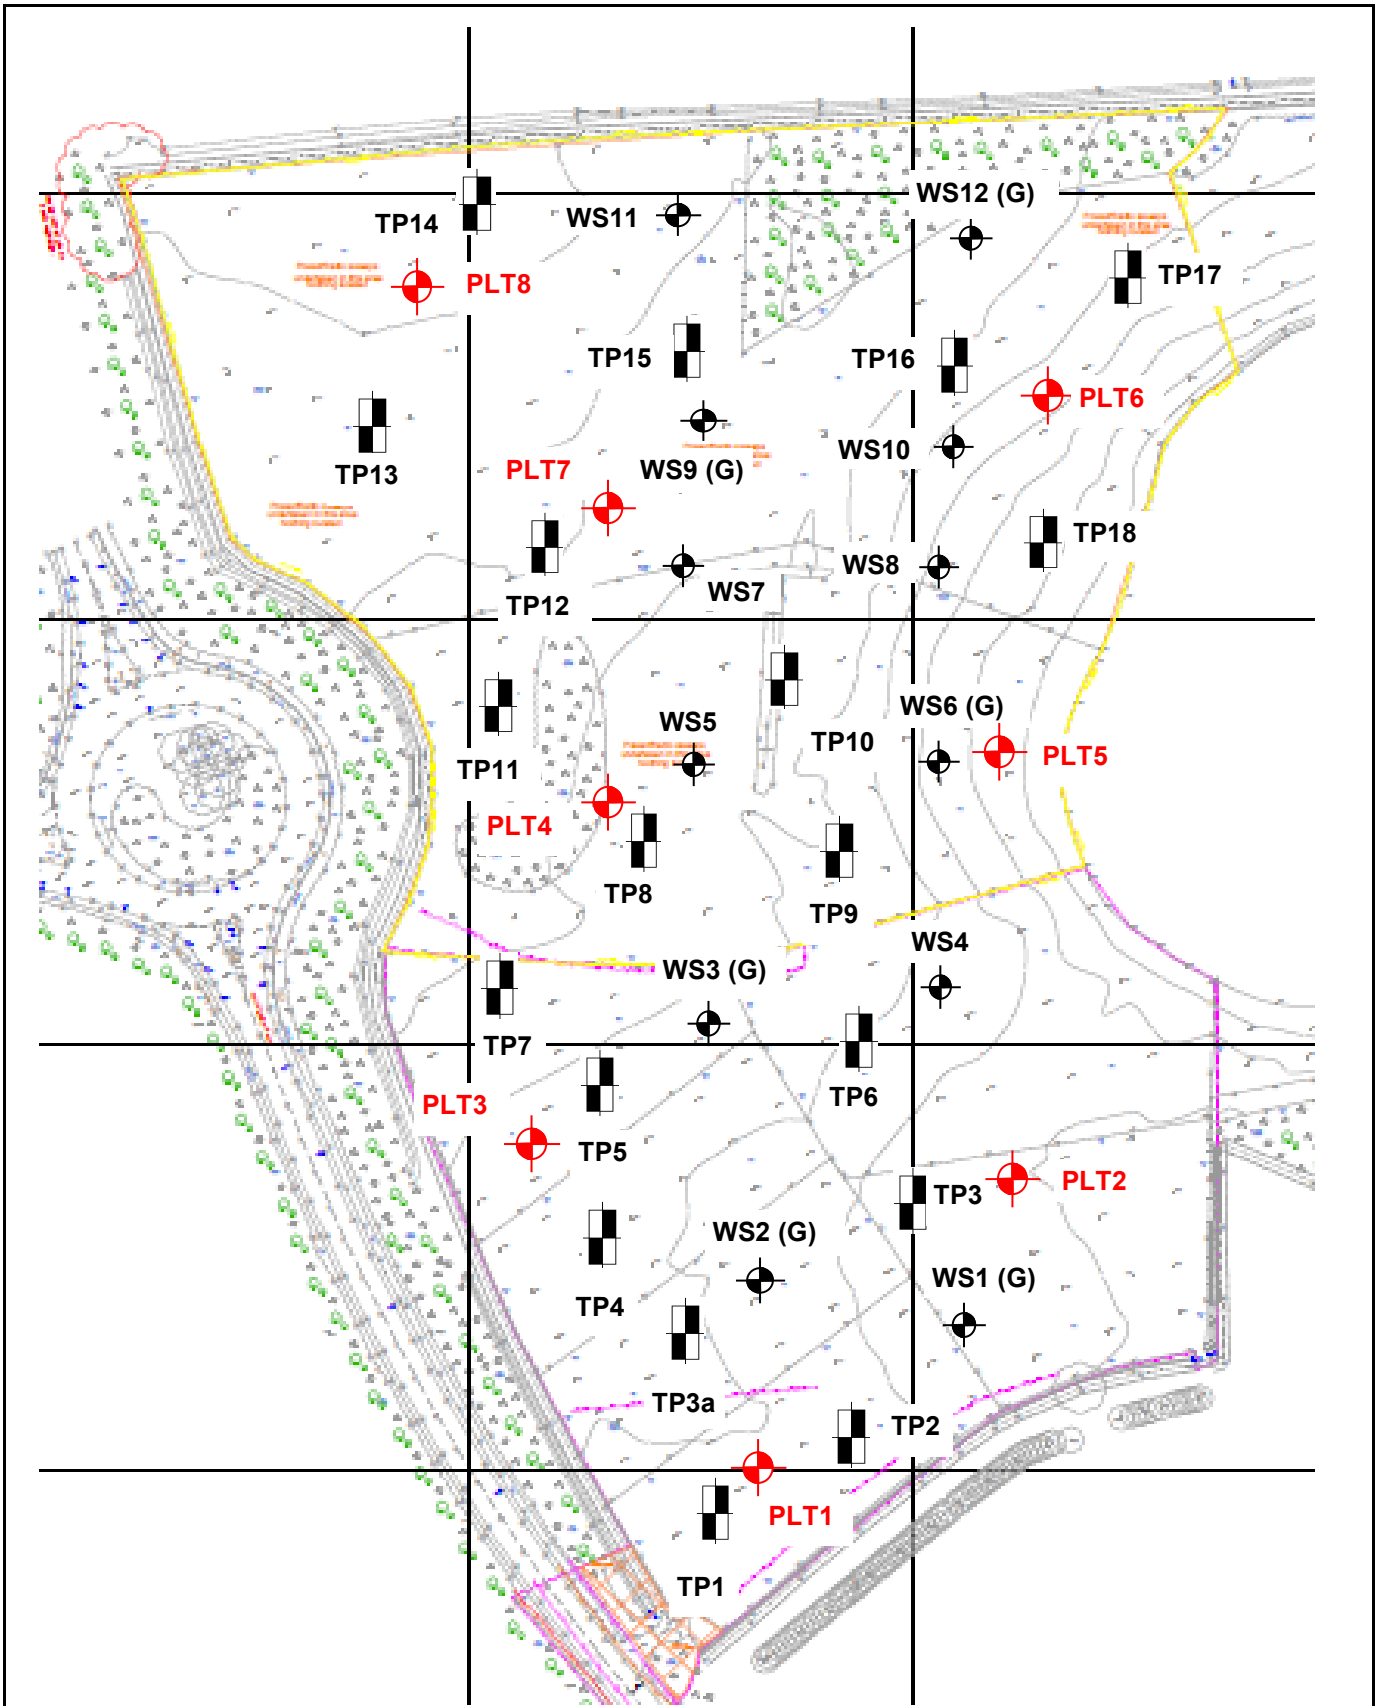 WS12 (G)
TP14
WS11
TP17
PLT8
TP15
TP16
PLT6
WS10
TP13
PLT7
WS9 (G)
TP18
WS8
WS7
TP12
WS6 (G)
WS5
TP10
PLT5
TP11
PLT4
TP8
TP9
WS4
WS3 (G)
TP7
TP6
PLT3
TP5
TP3
PLT2
WS2 (G)
WS1 (G)
TP4
TP3a
TP2
PLT1
TP1